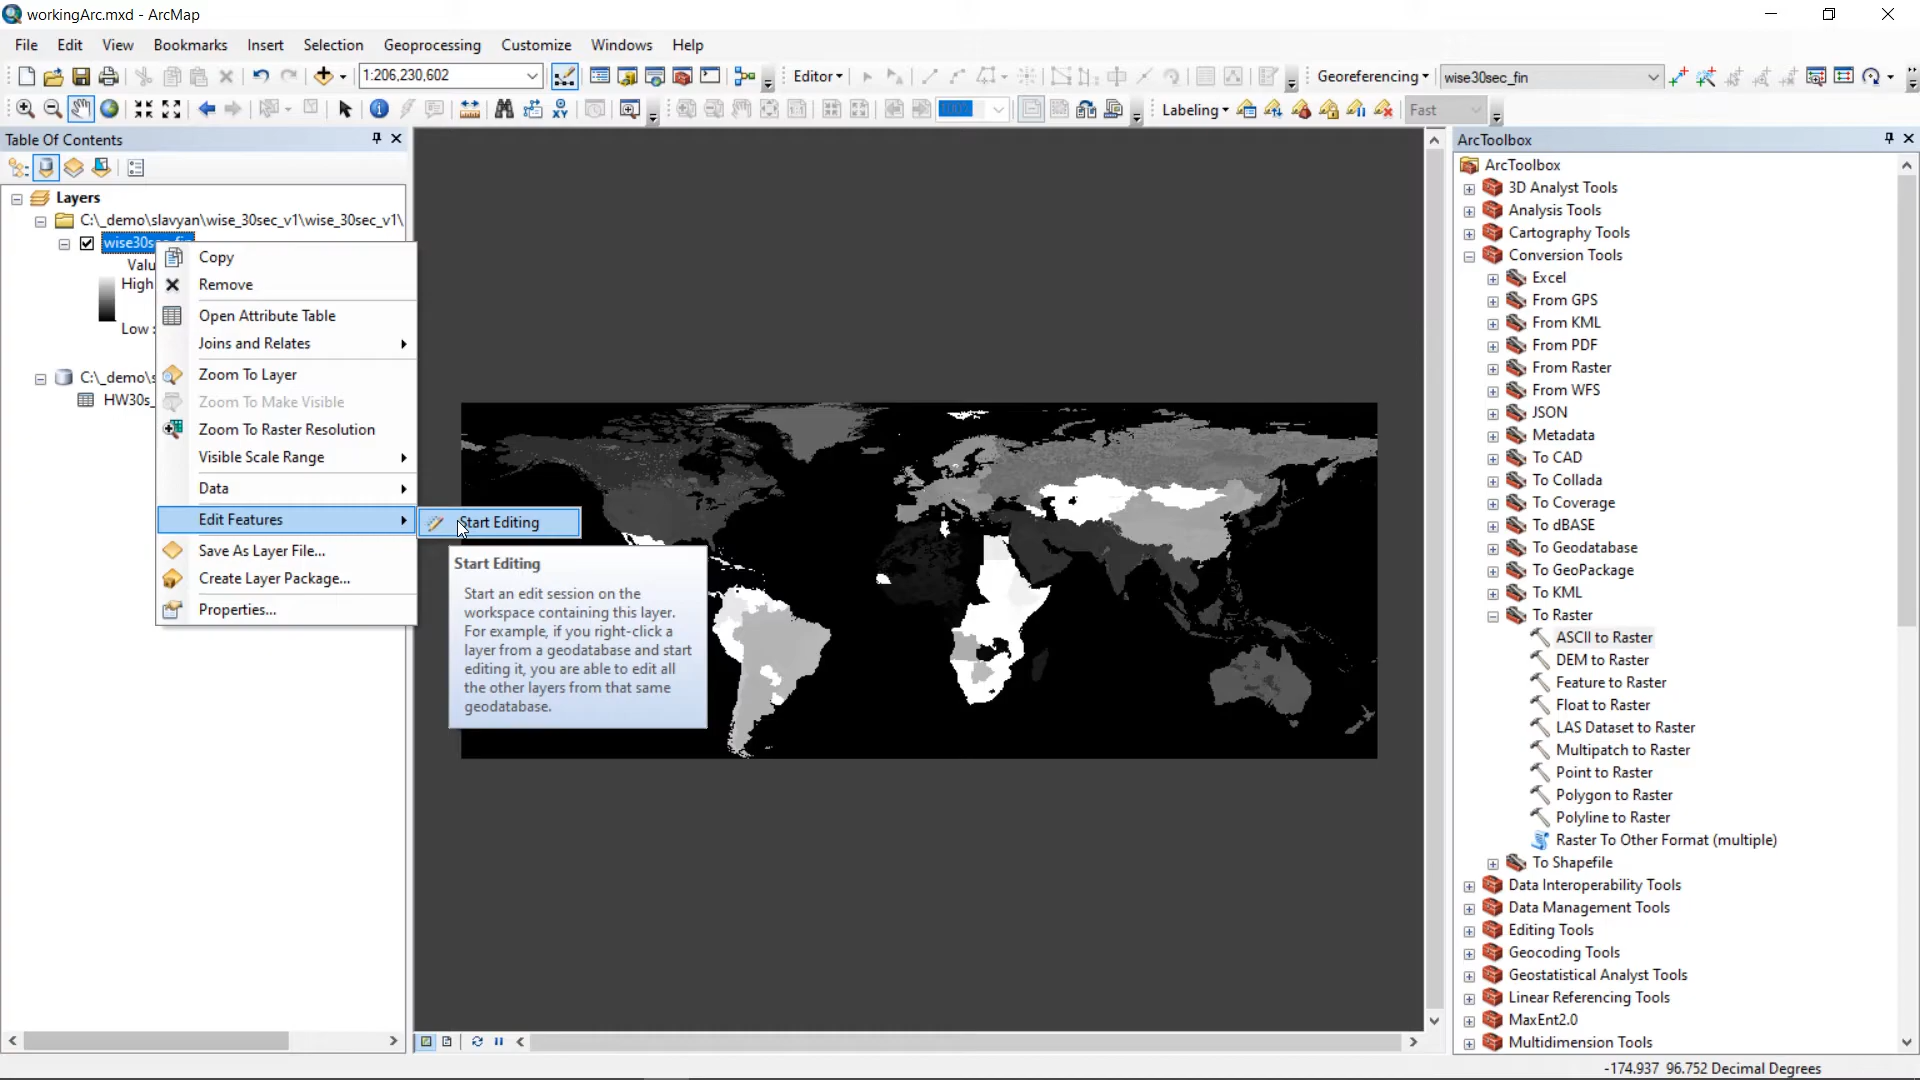 workingArc.mxd - ArcMap
File Edit View Bookmarks Insert Selection Geoprocessing Customize Windows Help
1:206,230,602
Editor
Georeferencing
wise30sec_fin
Labeling
Fast
Table Of Contents
Layers
C:\_demo\slavyan\wise_30sec_v1\wise_30sec_v1\
Valu
High
Low :
C:\_demo\s
HW30s_
Copy
Remove
Open Attribute Table
Joins and Relates
Zoom To Layer
Zoom To Make Visible
Zoom To Raster Resolution
Visible Scale Range
Data
Edit Features
Save As Layer File...
Create Layer Package...
Properties...
Start Editing
Start Editing
Start an edit session on the
workspace containing this layer.
For example, if you right-click a
layer from a geodatabase and start
editing it, you are able to edit all
the other layers from that same
geodatabase.
ArcToolbox
ArcToolbox
3D Analyst Tools
Analysis Tools
Cartography Tools
Conversion Tools
Excel
From GPS
From KML
From PDF
From Raster
From WFS
JSON
Metadata
To CAD
To Collada
To Coverage
To dBASE
To Geodatabase
To GeoPackage
To KML
To Raster
ASCII to Raster
DEM to Raster
Feature to Raster
Float to Raster
LAS Dataset to Raster
Multipatch to Raster
Point to Raster
Polygon to Raster
Polyline to Raster
Raster To Other Format (multiple)
To Shapefile
Data Interoperability Tools
Data Management Tools
Editing Tools
Geocoding Tools
Geostatistical Analyst Tools
Linear Referencing Tools
MaxEnt2.0
Multidimension Tools
-174.937 96.752 Decimal Degrees